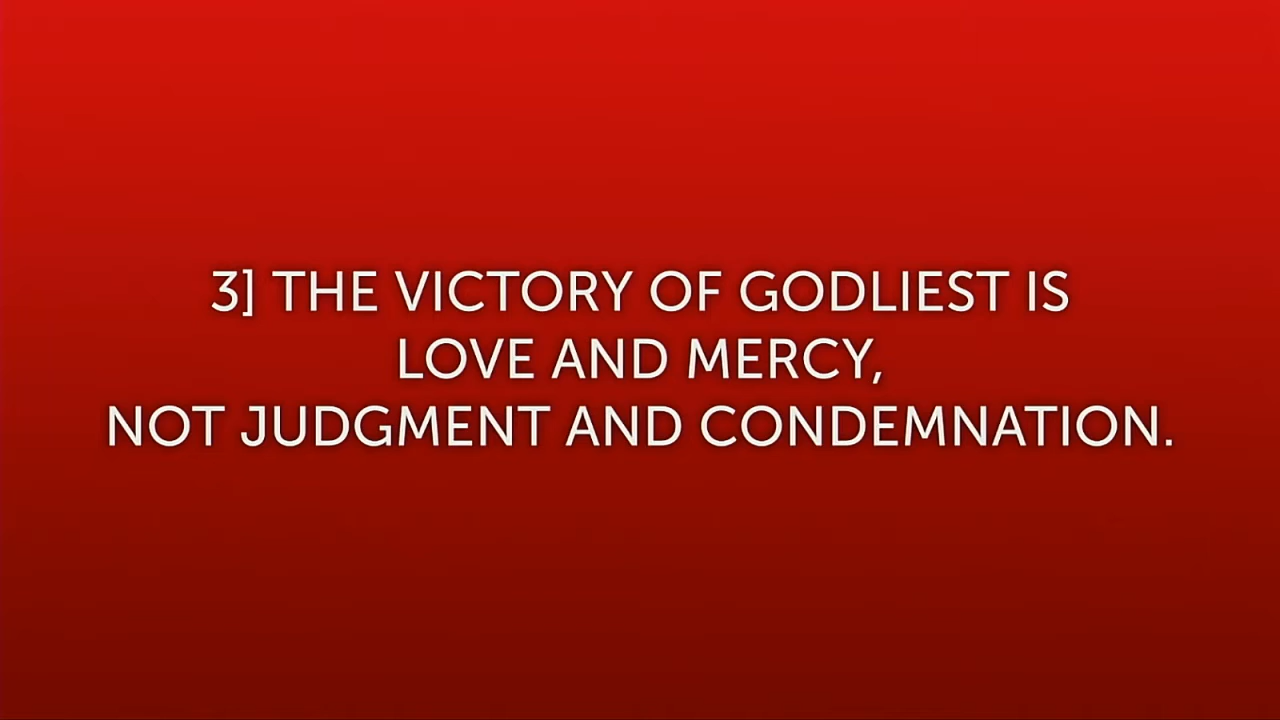 3] THE VICTORY OF GODLIEST IS
LOVE AND MERCY,
NOT JUDGMENT AND CONDEMNATION.